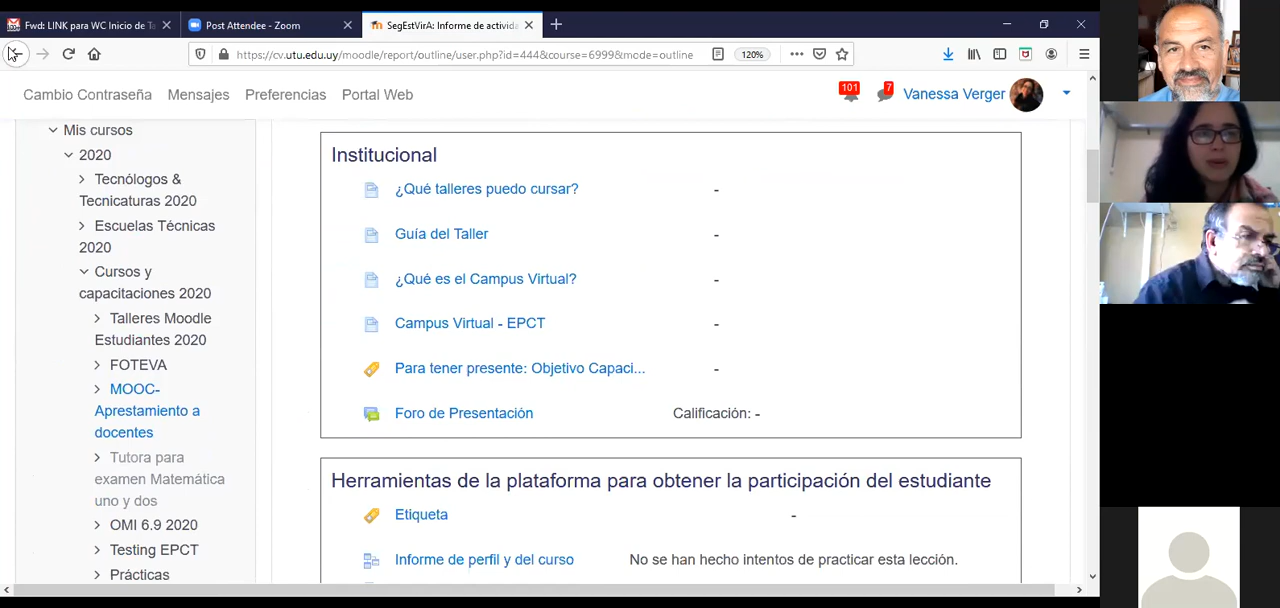 Fwd: LINK para WC Inicio de Ta
Post Attendee - Zoom
SegEstVirA: Informe de activida
https://cv.utu.edu.uy/moodle/report/outline/user.php?id=444&course=6999&mode=outline
120%
Cambio Contraseña Mensajes Preferencias Portal Web
101
7
Vanessa Verger
Mis cursos
2020
Tecnólogos &
Tecnicaturas 2020
Escuelas Técnicas
2020
Cursos y
capacitaciones 2020
Talleres Moodle
Estudiantes 2020
FOTEVA
MOOC-
Aprestamiento a
docentes
Tutora para
examen Matemática
uno y dos
OMI 6.9 2020
Testing EPCT
Prácticas
Institucional
¿Qué talleres puedo cursar? -
Guía del Taller -
¿Qué es el Campus Virtual? -
Campus Virtual - EPCT -
Para tener presente: Objetivo Capaci... -
Foro de Presentación Calificación: -
Herramientas de la plataforma para obtener la participación del estudiante
Etiqueta -
Informe de perfil y del curso No se han hecho intentos de practicar esta lección.